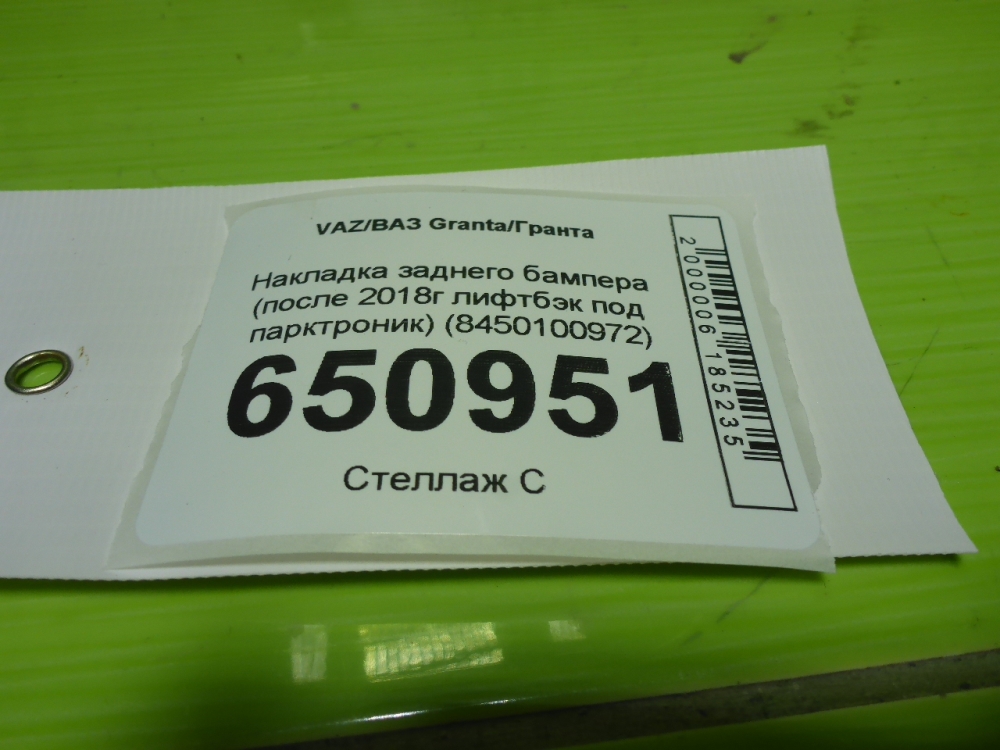 VAZ/ВАЗ Granta/Гранта
Накладка заднего бампера
(после 2018г лифтбэк под
парктроник) (8450100972)
650951
Стеллаж С
2000006185235